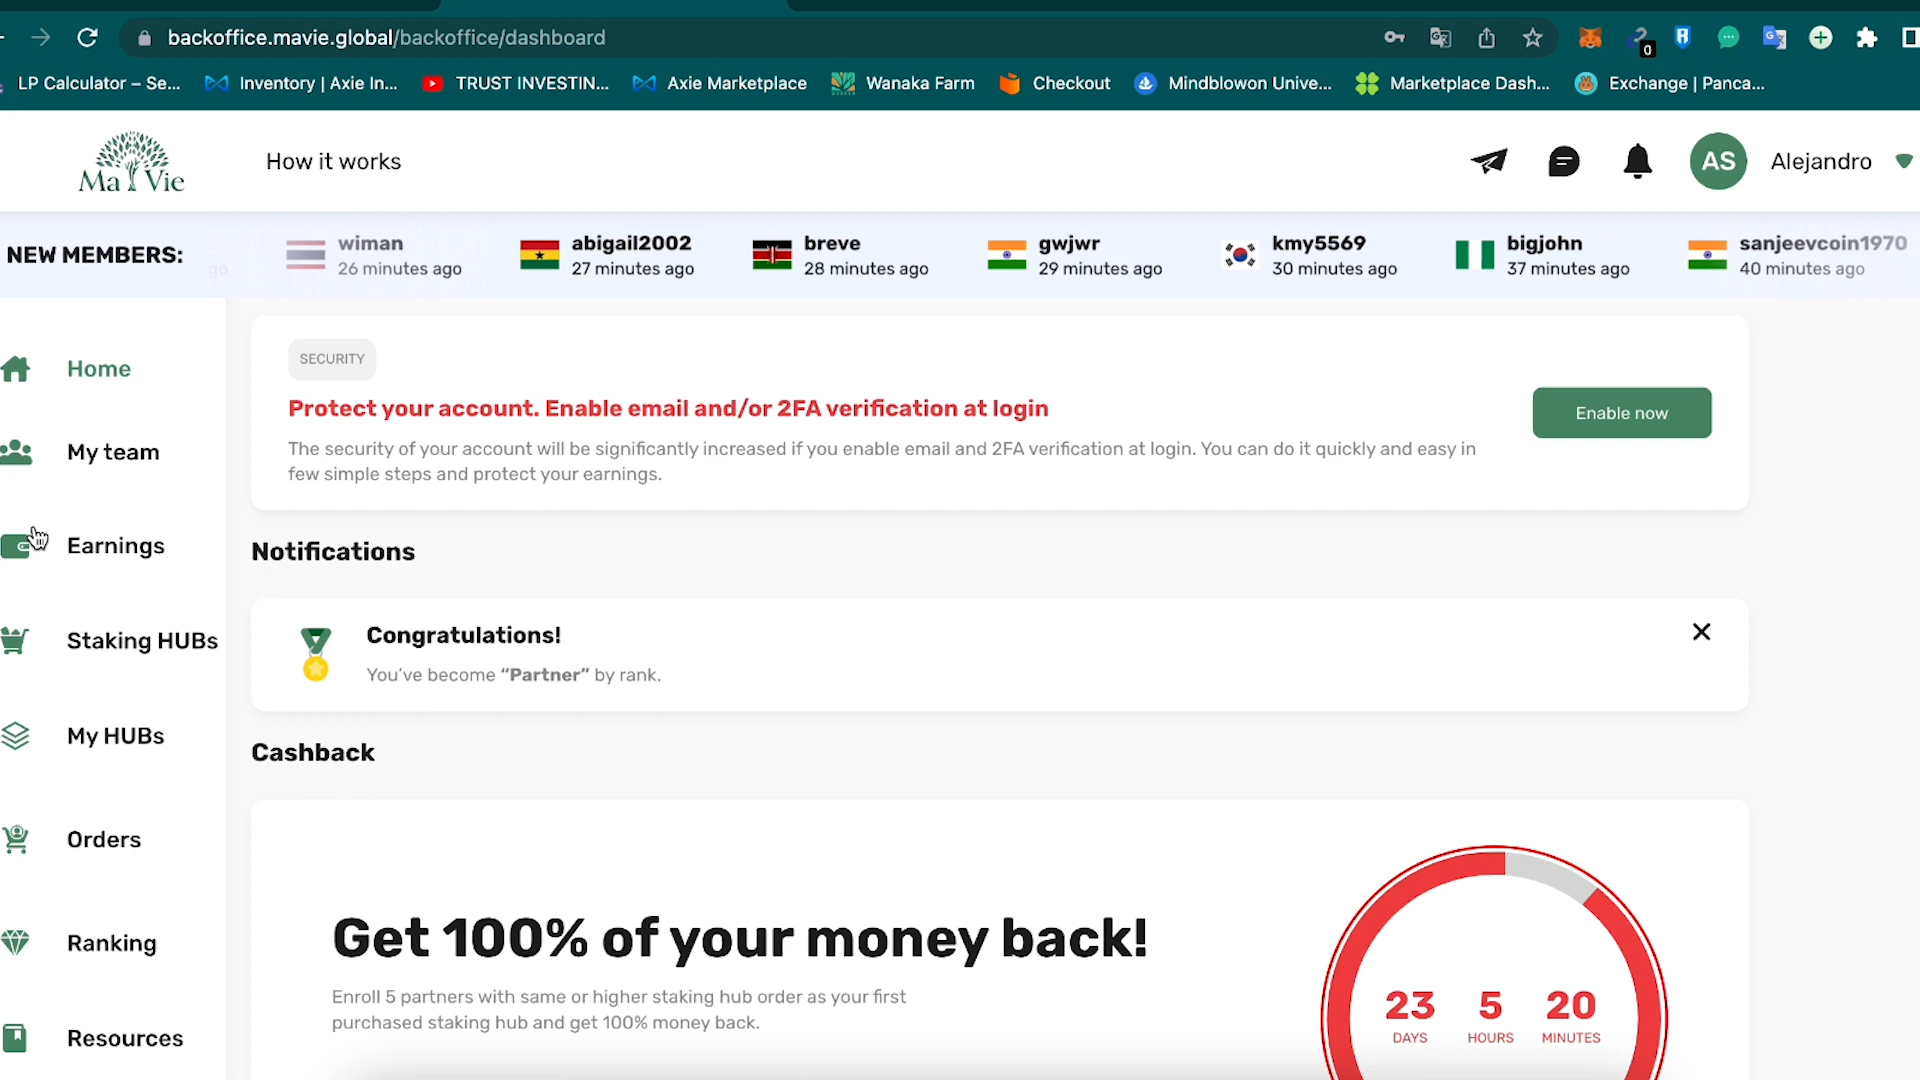 backoffice.mavie.global/backoffice/dashboard
0
LP Calculator – Se...
Inventory | Axie In...
TRUST INVESTIN...
Axie Marketplace
Wanaka Farm
Checkout
Mindblowon Unive...
Marketplace Dash...
Exchange | Panca...
Ma Vie
How it works
AS
Alejandro
NEW MEMBERS:
go
wiman
26 minutes ago
abigail2002
27 minutes ago
breve
28 minutes ago
gwjwr
29 minutes ago
kmy5569
30 minutes ago
bigjohn
37 minutes ago
sanjeevcoin1970
40 minutes ago
Home
My team
Earnings
Staking HUBs
My HUBs
Orders
Ranking
Resources
SECURITY
Protect your account. Enable email and/or 2FA verification at login
The security of your account will be significantly increased if you enable email and 2FA verification at login. You can do it quickly and easy in
few simple steps and protect your earnings.
Enable now
Notifications
Congratulations!
You’ve become “Partner” by rank.
Cashback
Get 100% of your money back!
Enroll 5 partners with same or higher staking hub order as your first
purchased staking hub and get 100% money back.
23 5 20
DAYS HOURS MINUTES